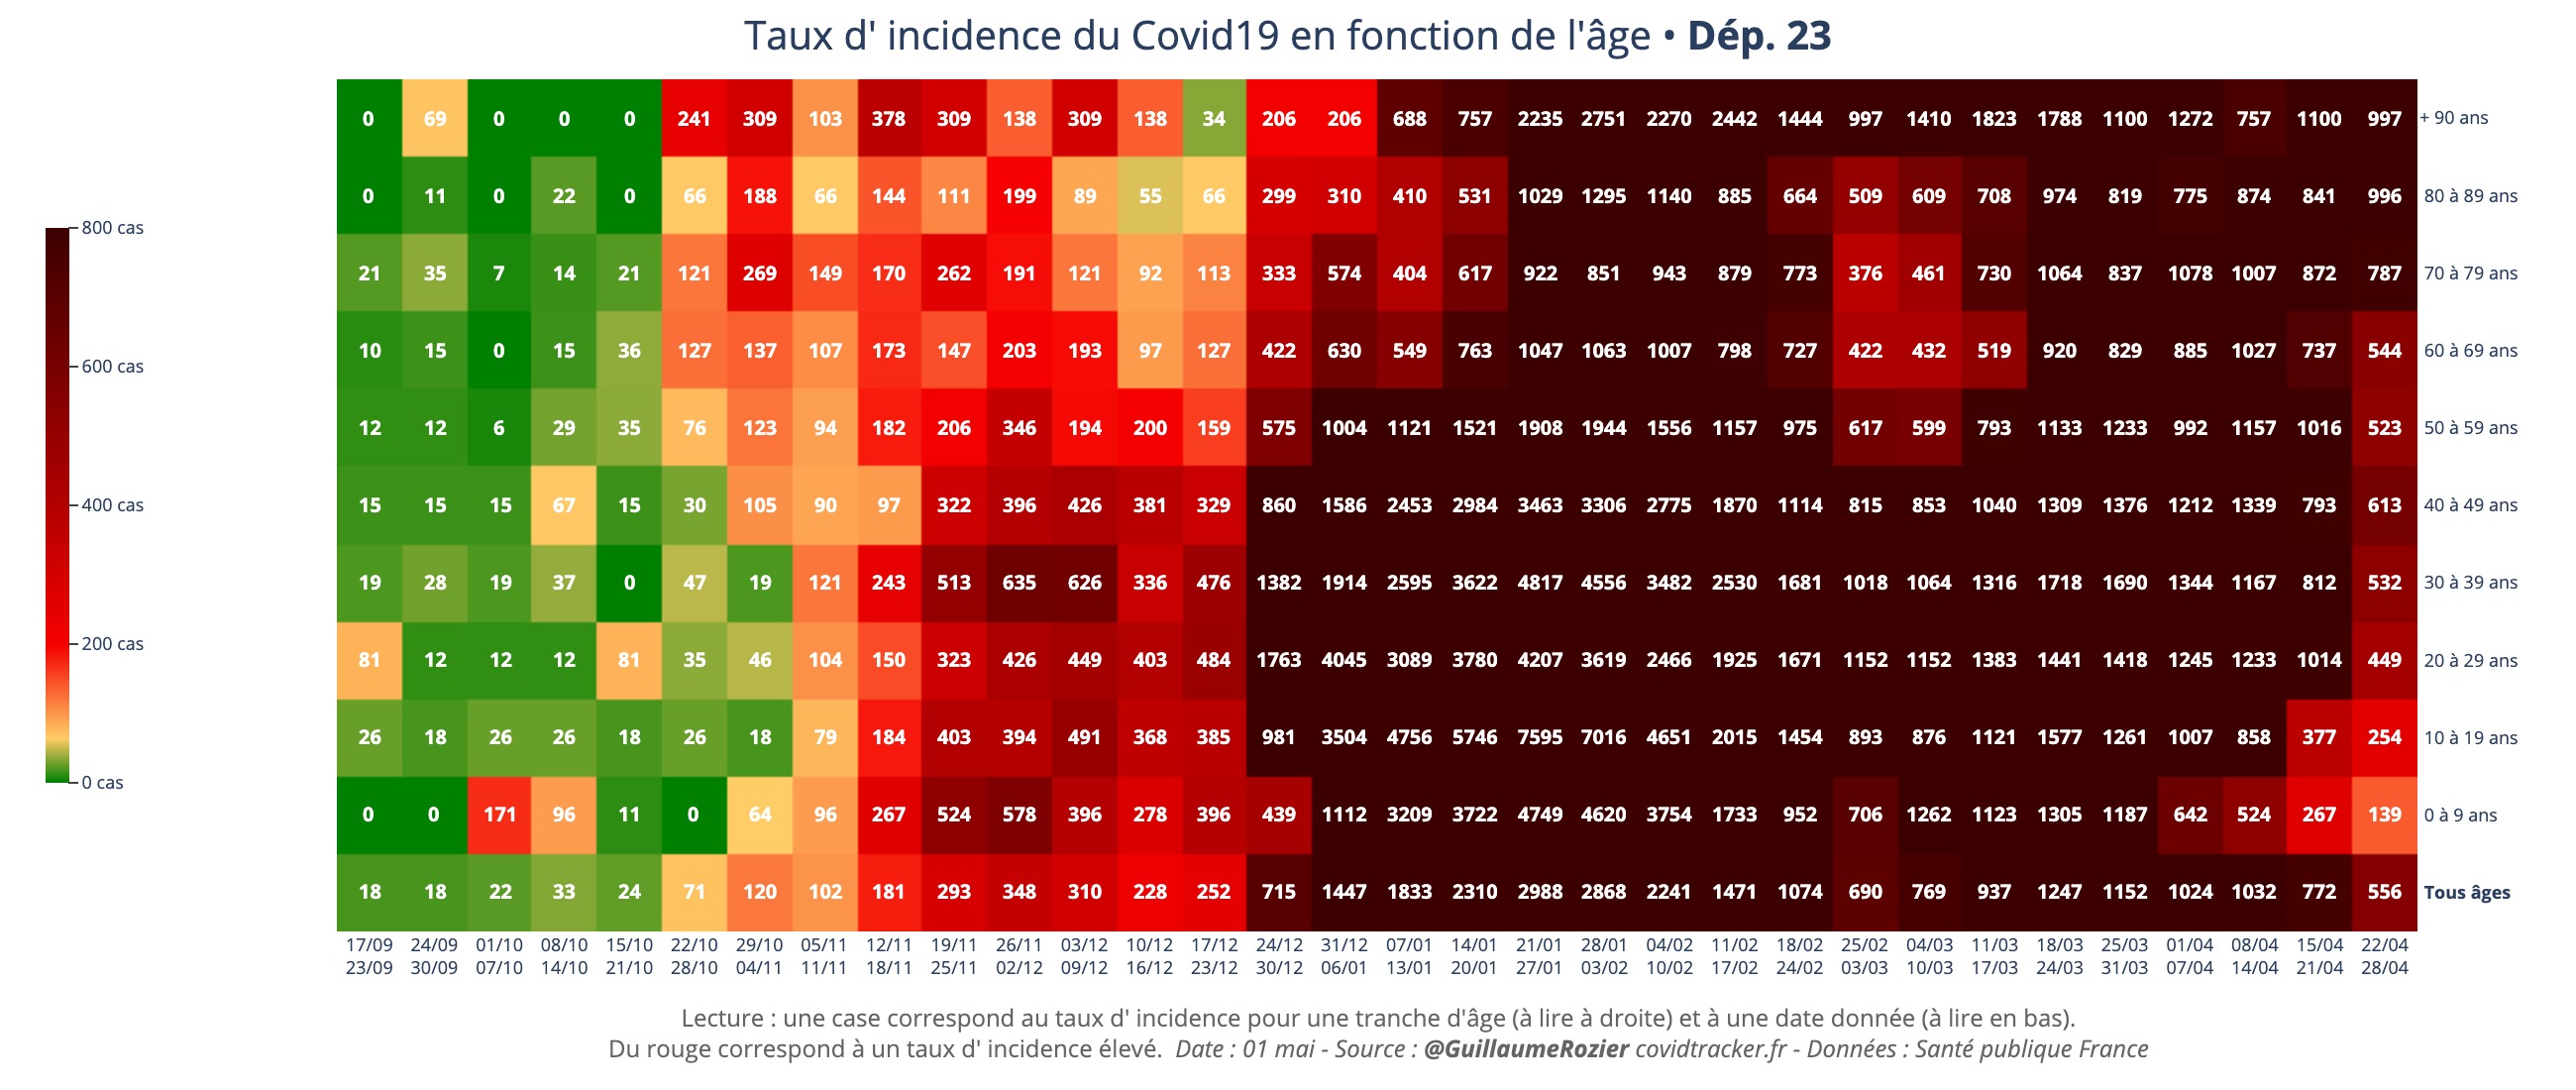 Taux d' incidence du Covid19 en fonction de l'âge • Dép. 23
800 cas
600 cas
400 cas
200 cas
0 cas
0 69 0 0 0 241 309 103 378 309 138 309 138 34 206 206 688 757 2235 2751 2270 2442 1444 997 1410 1823 1788 1100 1272 757 1100 997 + 90 ans
0 11 0 22 0 66 188 66 144 111 199 89 55 66 299 310 410 531 1029 1295 1140 885 664 509 609 708 974 819 775 874 841 996 80 à 89 ans
21 35 7 14 21 121 269 149 170 262 191 121 92 113 333 574 404 617 922 851 943 879 773 376 461 730 1064 837 1078 1007 872 787 70 à 79 ans
10 15 0 15 36 127 137 107 173 147 203 193 97 127 422 630 549 763 1047 1063 1007 798 727 422 432 519 920 829 885 1027 737 544 60 à 69 ans
12 12 6 29 35 76 123 94 182 206 346 194 200 159 575 1004 1121 1521 1908 1944 1556 1157 975 617 599 793 1133 1233 992 1157 1016 523 50 à 59 ans
15 15 15 67 15 30 105 90 97 322 396 426 381 329 860 1586 2453 2984 3463 3306 2775 1870 1114 815 853 1040 1309 1376 1212 1339 793 613 40 à 49 ans
19 28 19 37 0 47 19 121 243 513 635 626 336 476 1382 1914 2595 3622 4817 4556 3482 2530 1681 1018 1064 1316 1718 1690 1344 1167 812 532 30 à 39 ans
81 12 12 12 81 35 46 104 150 323 426 449 403 484 1763 4045 3089 3780 4207 3619 2466 1925 1671 1152 1152 1383 1441 1418 1245 1233 1014 449 20 à 29 ans
26 18 26 26 18 26 18 79 184 403 394 491 368 385 981 3504 4756 5746 7595 7016 4651 2015 1454 893 876 1121 1577 1261 1007 858 377 254 10 à 19 ans
0 0 171 96 11 0 64 96 267 524 578 396 278 396 439 1112 3209 3722 4749 4620 3754 1733 952 706 1262 1123 1305 1187 642 524 267 139 0 à 9 ans
18 18 22 33 24 71 120 102 181 293 348 310 228 252 715 1447 1833 2310 2988 2868 2241 1471 1074 690 769 937 1247 1152 1024 1032 772 556 Tous âges
17/09 24/09 01/10 08/10 15/10 22/10 29/10 05/11 12/11 19/11 26/11 03/12 10/12 17/12 24/12 31/12 07/01 14/01 21/01 28/01 04/02 11/02 18/02 25/02 04/03 11/03 18/03 25/03 01/04 08/04 15/04 22/04
23/09 30/09 07/10 14/10 21/10 28/10 04/11 11/11 18/11 25/11 02/12 09/12 16/12 23/12 30/12 06/01 13/01 20/01 27/01 03/02 10/02 17/02 24/02 03/03 10/03 17/03 24/03 31/03 07/04 14/04 21/04 28/04
Lecture : une case correspond au taux d' incidence pour une tranche d'âge (à lire à droite) et à une date donnée (à lire en bas).
Du rouge correspond à un taux d' incidence élevé. Date : 01 mai - Source : @GuillaumeRozier covidtracker.fr - Données : Santé publique France